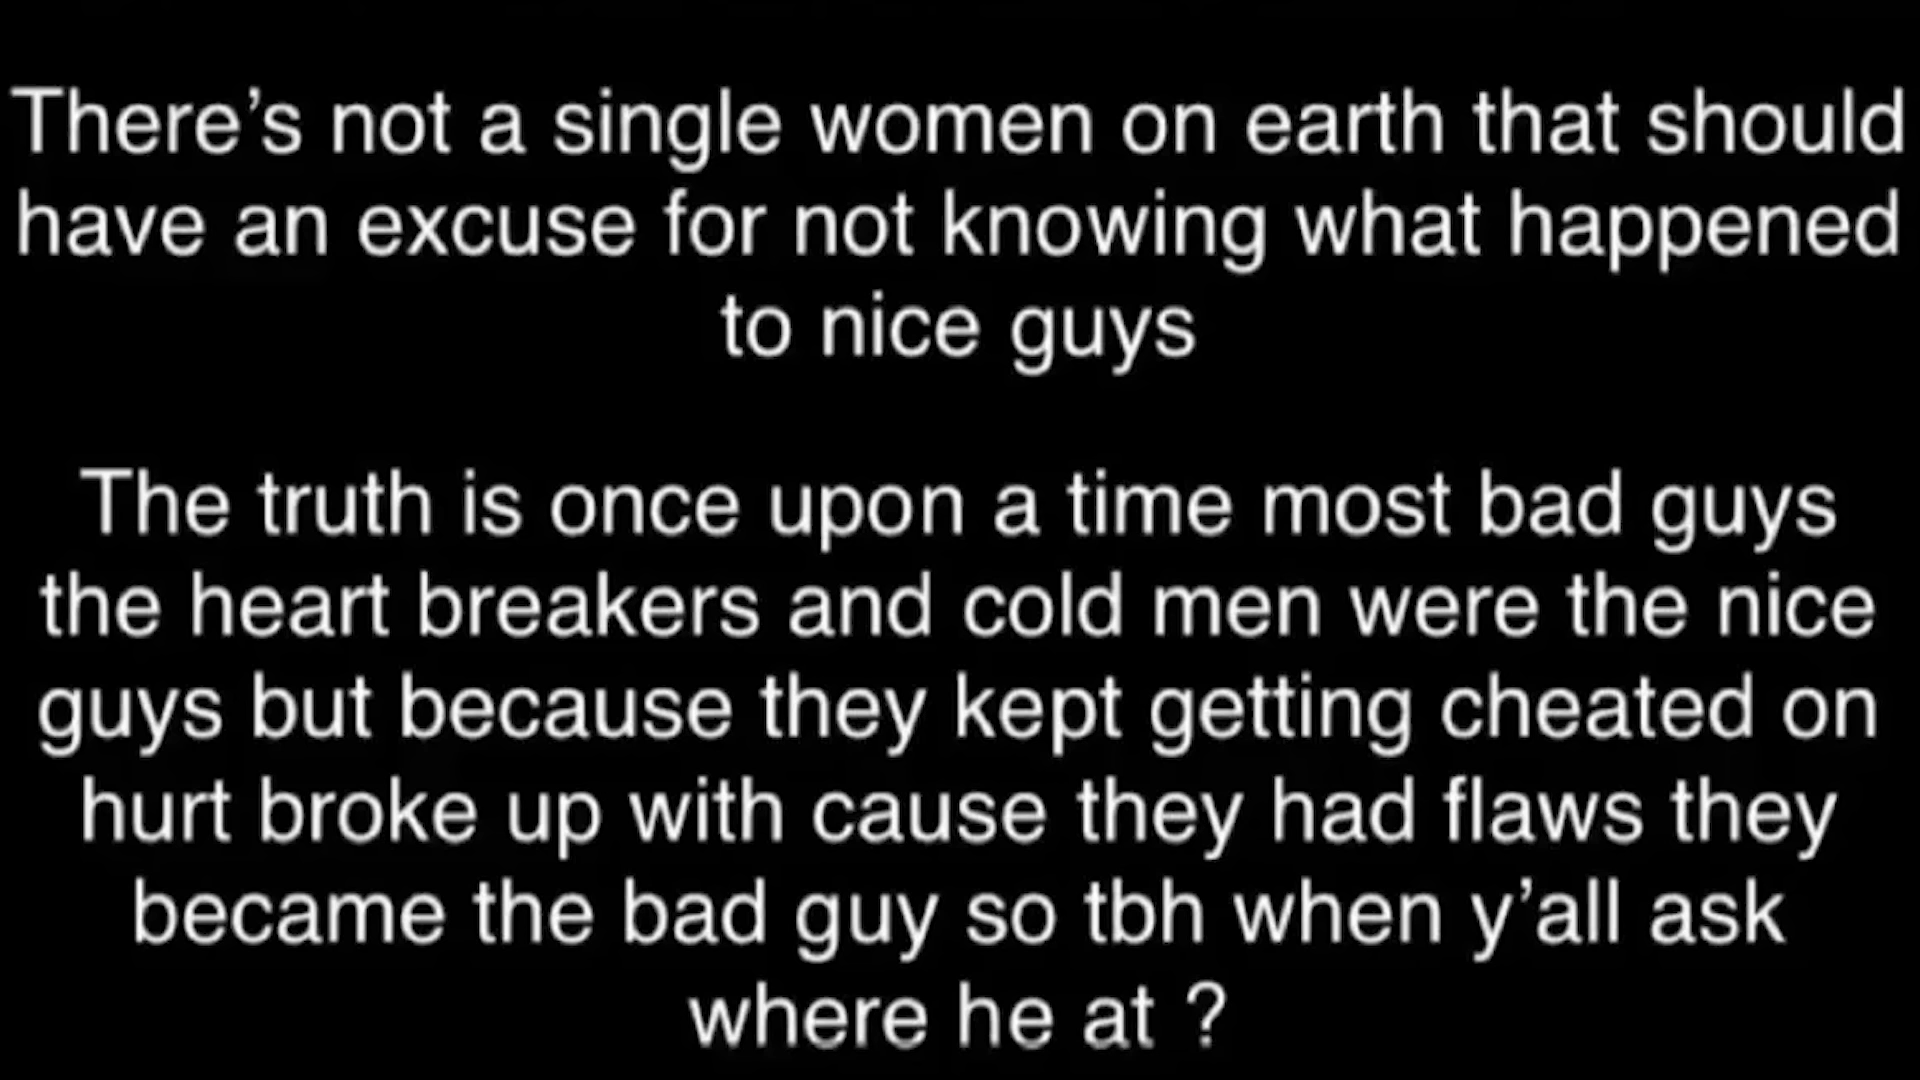 There’s not a single women on earth that should
have an excuse for not knowing what happened
to nice guys
The truth is once upon a time most bad guys
the heart breakers and cold men were the nice
guys but because they kept getting cheated on
hurt broke up with cause they had flaws they
became the bad guy so tbh when y’all ask
where he at ?